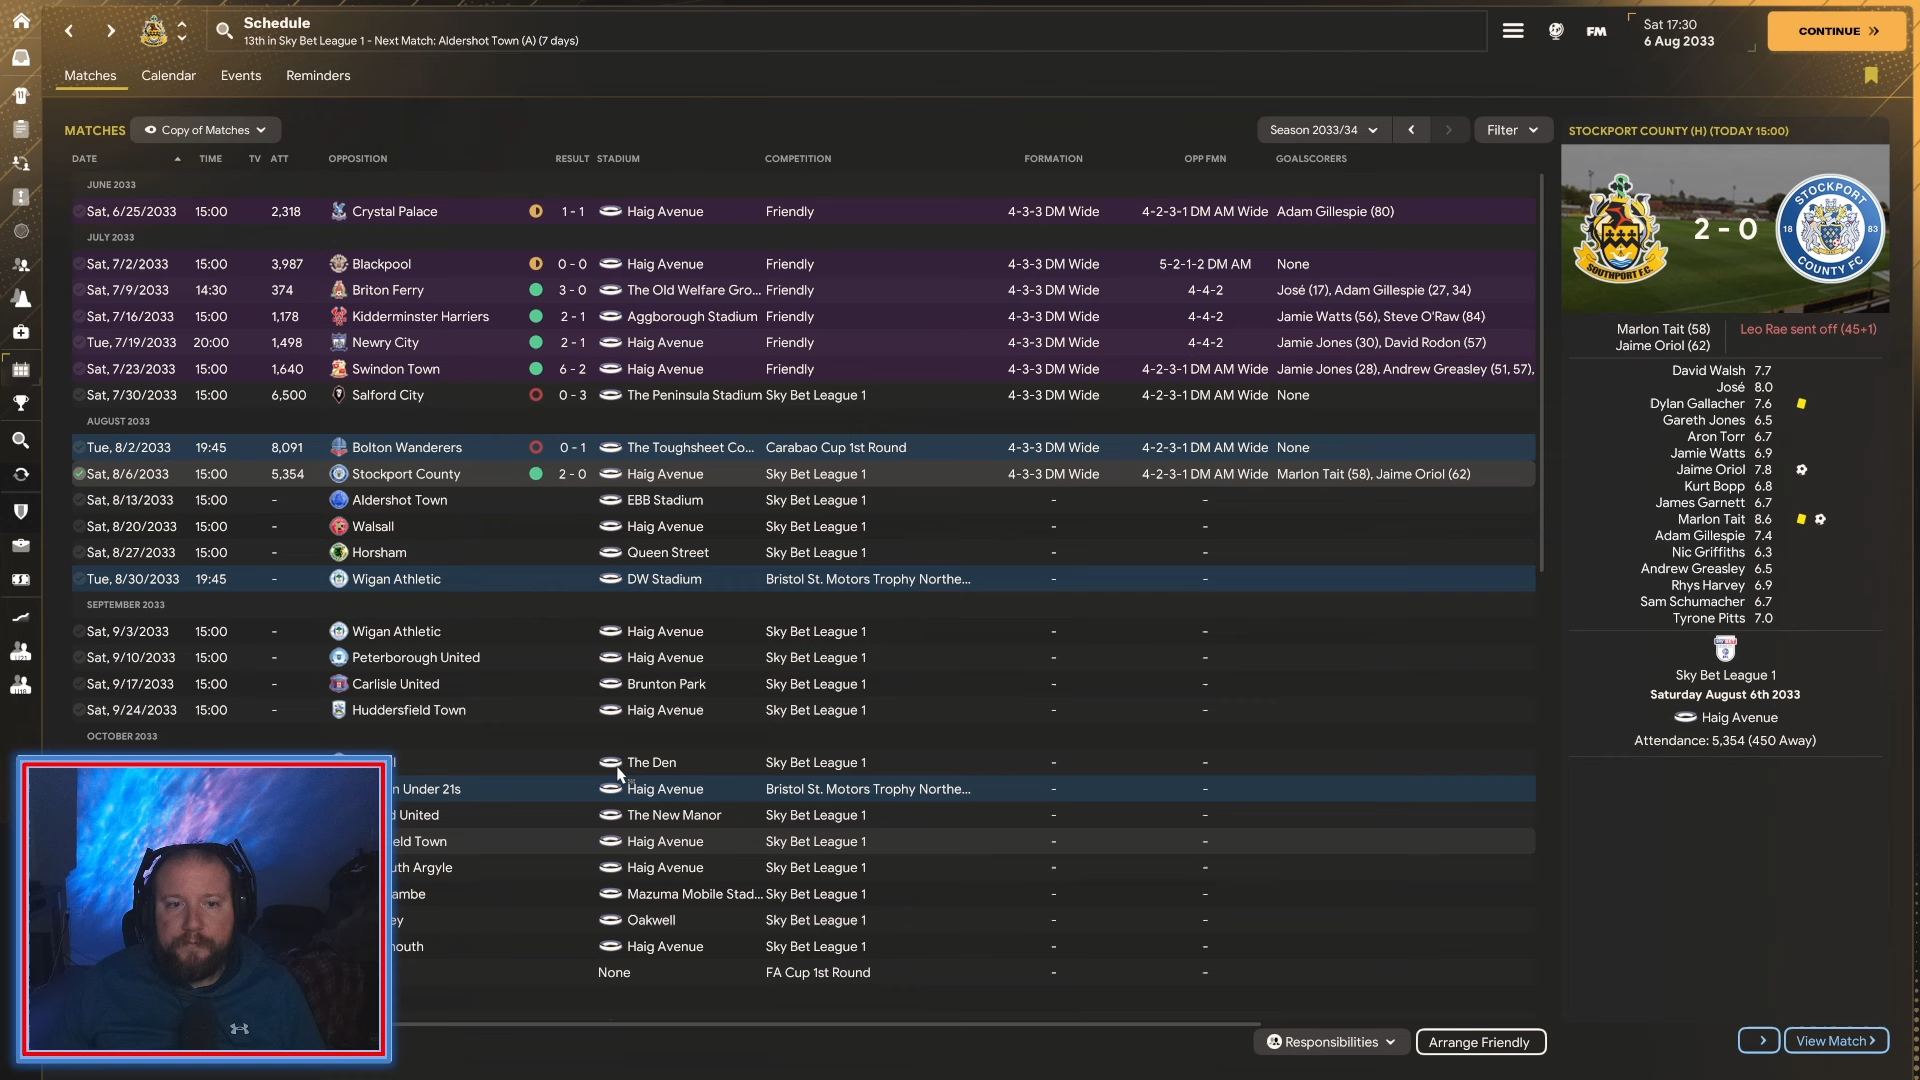 Schedule
13th in Sky Bet League 1 - Next Match: Aldershot Town (A) (7 days)
FM
Sat 17:30
6 Aug 2033
CONTINUE
Matches Calendar Events Reminders
MATCHES Copy of Matches Season 2033/34 Filter
DATE TIME TV ATT OPPOSITION RESULT STADIUM COMPETITION FORMATION OPP FMN GOALSCORERS
JUNE 2033
Sat, 6/25/2033 15:00 2,318 Crystal Palace 1 - 1 Haig Avenue Friendly 4-3-3 DM Wide 4-2-3-1 DM AM Wide Adam Gillespie (80)
JULY 2033
Sat, 7/2/2033 15:00 3,987 Blackpool 0 - 0 Haig Avenue Friendly 4-3-3 DM Wide 5-2-1-2 DM AM None
Sat, 7/9/2033 14:30 374 Briton Ferry 3 - 0 The Old Welfare Gro... Friendly 4-3-3 DM Wide 4-4-2 José (17), Adam Gillespie (27, 34)
Sat, 7/16/2033 15:00 1,178 Kidderminster Harriers 2 - 1 Aggborough Stadium Friendly 4-3-3 DM Wide 4-4-2 Jamie Watts (56), Steve O'Raw (84)
Tue, 7/19/2033 20:00 1,498 Newry City 2 - 1 Haig Avenue Friendly 4-3-3 DM Wide 4-4-2 Jamie Jones (30), David Rodon (57)
Sat, 7/23/2033 15:00 1,640 Swindon Town 6 - 2 Haig Avenue Friendly 4-3-3 DM Wide 4-2-3-1 DM AM Wide Jamie Jones (28), Andrew Greasley (51, 57),
Sat, 7/30/2033 15:00 6,500 Salford City 0 - 3 The Peninsula Stadium Sky Bet League 1 4-3-3 DM Wide 4-2-3-1 DM AM Wide None
AUGUST 2033
Tue, 8/2/2033 19:45 8,091 Bolton Wanderers 0 - 1 The Toughsheet Co... Carabao Cup 1st Round 4-3-3 DM Wide 4-2-3-1 DM AM Wide None
Sat, 8/6/2033 15:00 5,354 Stockport County 2 - 0 Haig Avenue Sky Bet League 1 4-3-3 DM Wide 4-2-3-1 DM AM Wide Marlon Tait (58), Jaime Oriol (62)
Sat, 8/13/2033 15:00 - Aldershot Town EBB Stadium Sky Bet League 1 - -
Sat, 8/20/2033 15:00 - Walsall Haig Avenue Sky Bet League 1 - -
Sat, 8/27/2033 15:00 - Horsham Queen Street Sky Bet League 1 - -
Tue, 8/30/2033 19:45 - Wigan Athletic DW Stadium Bristol St. Motors Trophy Northe... - -
SEPTEMBER 2033
Sat, 9/3/2033 15:00 - Wigan Athletic Haig Avenue Sky Bet League 1 - -
Sat, 9/10/2033 15:00 - Peterborough United Haig Avenue Sky Bet League 1 - -
Sat, 9/17/2033 15:00 - Carlisle United Brunton Park Sky Bet League 1 - -
Sat, 9/24/2033 15:00 - Huddersfield Town Haig Avenue Sky Bet League 1 - -
OCTOBER 2033
l The Den Sky Bet League 1 - -
n Under 21s Haig Avenue Bristol St. Motors Trophy Northe... - -
d United The New Manor Sky Bet League 1 - -
eld Town Haig Avenue Sky Bet League 1 - -
uth Argyle Haig Avenue Sky Bet League 1 - -
ambe Mazuma Mobile Stad... Sky Bet League 1 - -
ey Oakwell Sky Bet League 1 - -
mouth Haig Avenue Sky Bet League 1 - -
None FA Cup 1st Round - -
Responsibilities Arrange Friendly
STOCKPORT COUNTY (H) (TODAY 15:00)
SOUTHPORT F.C. 2 - 0 STOCKPORT 18 83 COUNTY FC
Marlon Tait (58) Leo Rae sent off (45+1)
Jaime Oriol (62)
David Walsh 7.7
José 8.0
Dylan Gallacher 7.6
Gareth Jones 6.5
Aron Torr 6.7
Jamie Watts 6.9
Jaime Oriol 7.8
Kurt Bopp 6.8
James Garnett 6.7
Marlon Tait 8.6
Adam Gillespie 7.4
Nic Griffiths 6.3
Andrew Greasley 6.5
Rhys Harvey 6.9
Sam Schumacher 6.7
Tyrone Pitts 7.0
Sky Bet League 1
Saturday August 6th 2033
Haig Avenue
Attendance: 5,354 (450 Away)
View Match
U21
U18